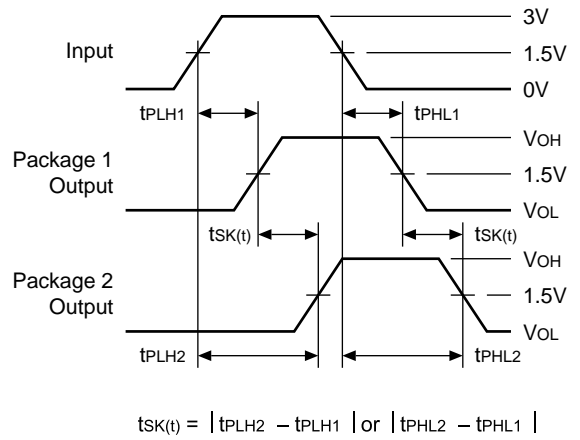 3V
Input
1.5V
0V
tPLH1
tPHL1
VOH
Package 1
Output
1.5V
VOL
tSK(t)
tSK(t)
VOH
Package 2
Output
1.5V
VOL
tPLH2
tPHL2
tSK(t) = | tPLH2 – tPLH1 | or | tPHL2 – tPHL1 |